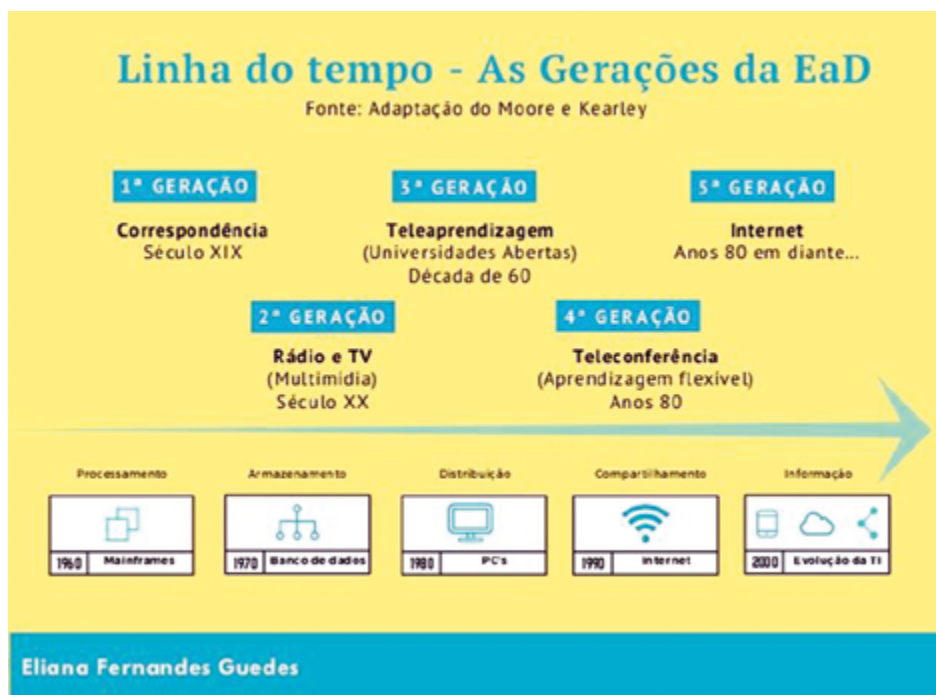 Linha do tempo - As Gerações da EaD
Fonte: Adaptação do Moore e Kearley
1ª GERAÇÃO
Correspondência
Século XIX
2ª GERAÇÃO
Rádio e TV
(Multimidia)
Século XX
3ª GERAÇÃO
Teleaprendizagem
(Universidades Abertas)
Década de 60
4ª GERAÇÃO
Teleconferência
(Aprendizagem flexivel)
Anos 80
5ª GERAÇÃO
Internet
Anos 80 em diante...
Processamento
1960 Mainframes
Armazenamento
1970 Banco de dados
Distribuição
1980 PC's
Compartilhamento
1990 Internet
Informação
2000 Evolução da TI
Eliana Fernandes Guedes